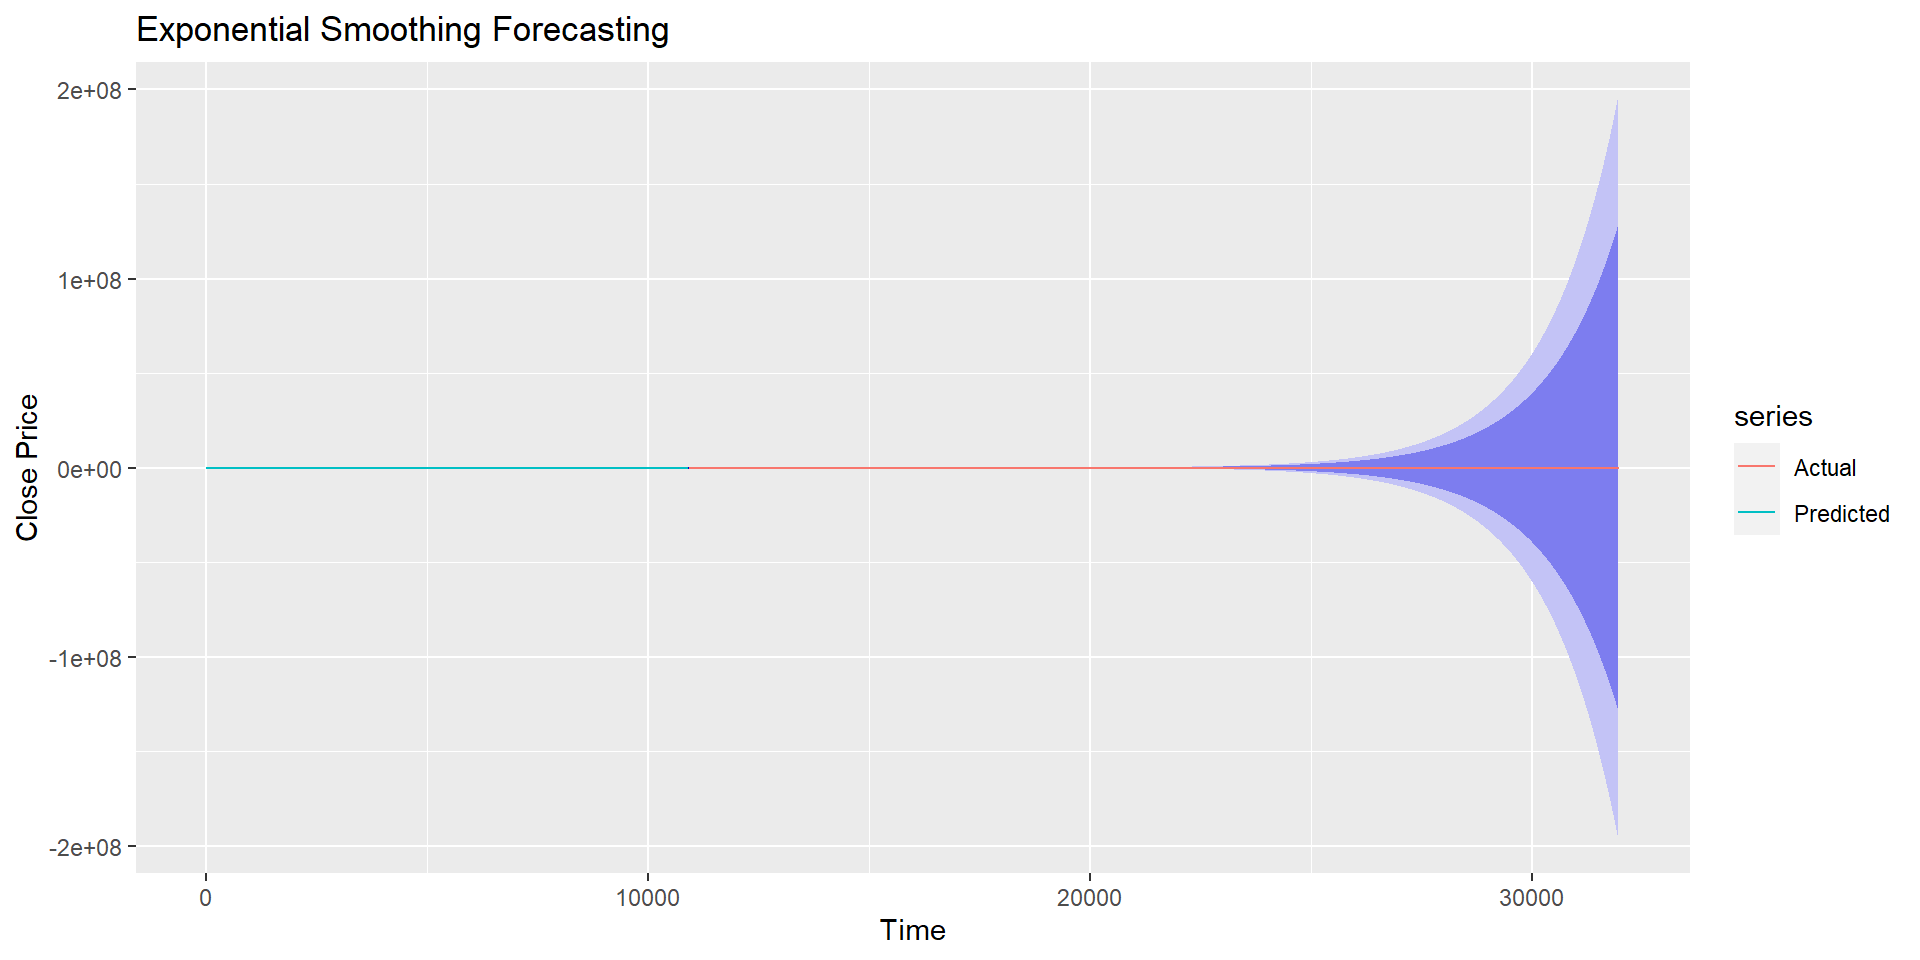 Exponential Smoothing Forecasting
2e+08
1e+08
0e+00
-1e+08
-2e+08
Close Price
0
10000
20000
30000
Time
series
Actual
Predicted